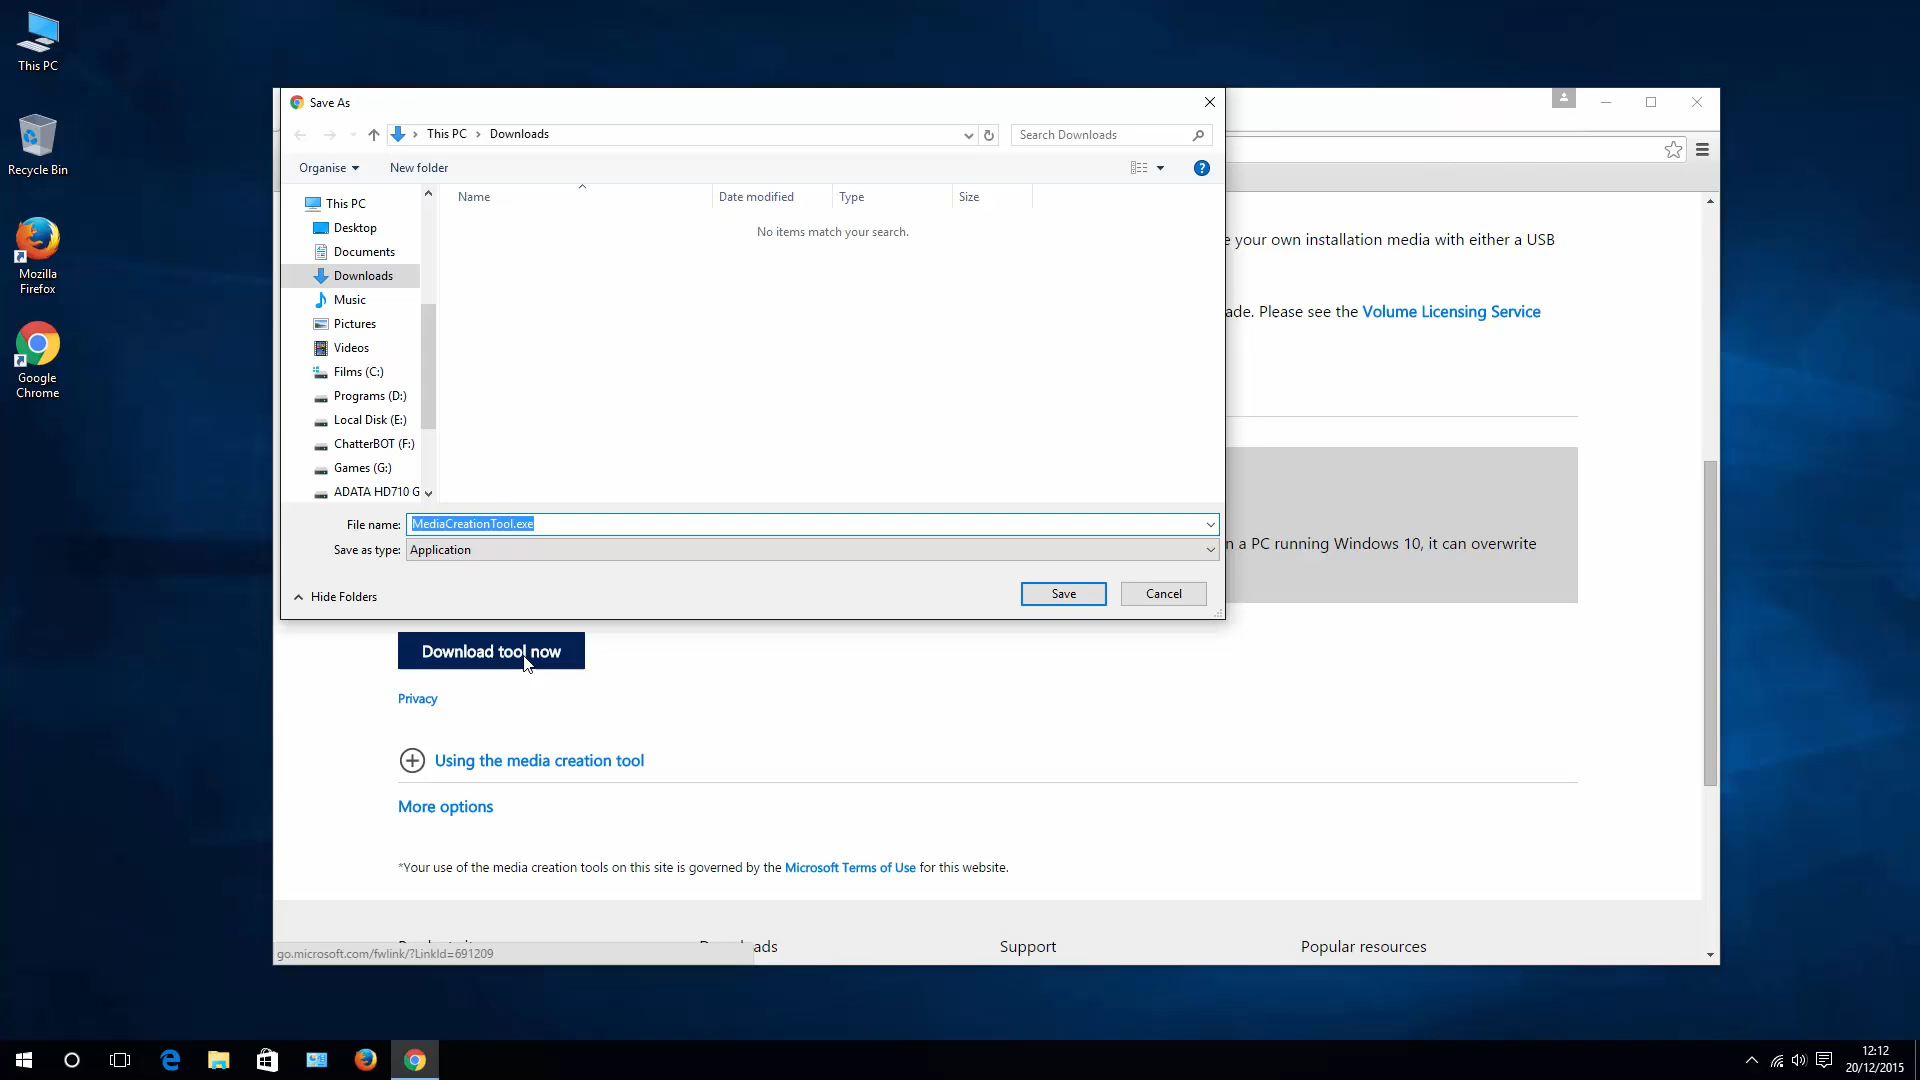 This PC
Recycle Bin
Mozilla
Firefox
Google
Chrome
Save As
This PC
Downloads
Search Downloads
Organise
New folder
This PC
Desktop
Documents
Downloads
Music
Pictures
Videos
Films (C:)
Programs (D:)
Local Disk (E:)
ChatterBOT (F:)
Games (G:)
ADATA HD710 G
Name
Date modified
Type
Size
No items match your search.
File name:
MediaCreationTool.exe
Save as type:
Application
Hide Folders
Save
Cancel
e your own installation media with either a USB
ade. Please see the Volume Licensing Service
n a PC running Windows 10, it can overwrite
Download tool now
Privacy
Using the media creation tool
More options
*Your use of the media creation tools on this site is governed by the Microsoft Terms of Use for this website.
Support
Popular resources
go.microsoft.com/fwlink/?LinkId=691209
12:12
20/12/2015